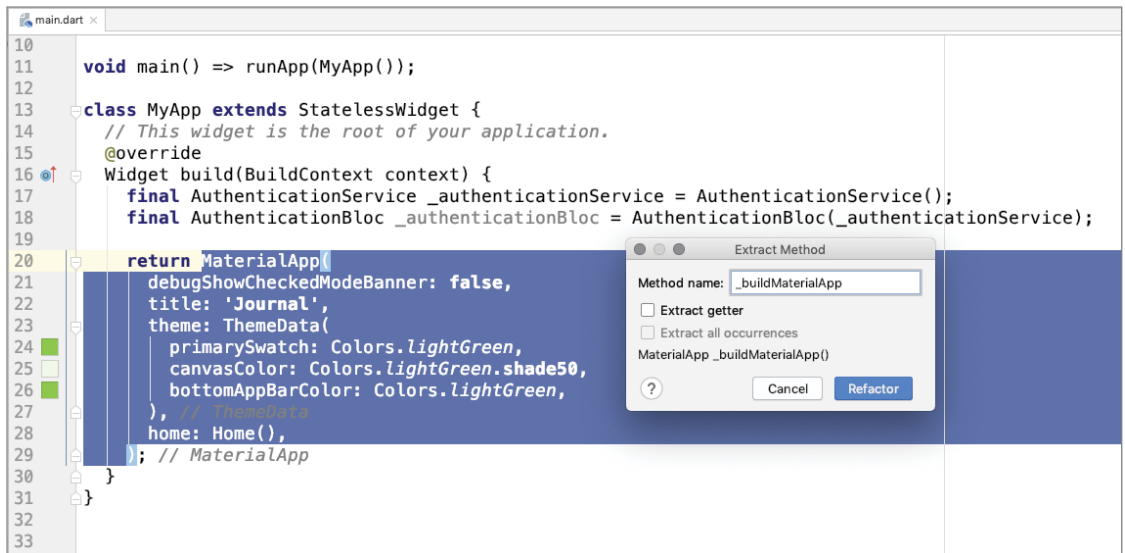 main.dart
10
11 void main() => runApp(MyApp());
12
13 class MyApp extends StatelessWidget {
14 // This widget is the root of your application.
15 @override
16 Widget build(BuildContext context) {
17 final AuthenticationService _authenticationService = AuthenticationService();
18 final AuthenticationBloc _authenticationBloc = AuthenticationBloc(_authenticationService);
19
20 return MaterialApp(
21 debugShowCheckedModeBanner: false,
22 title: 'Journal',
23 theme: ThemeData(
24 primarySwatch: Colors.lightGreen,
25 canvasColor: Colors.lightGreen.shade50,
26 bottomAppBarColor: Colors.lightGreen,
27 ), // ThemeData
28 home: Home(),
29 ); // MaterialApp
30 }
31 }
32
33
Extract Method
Method name: _buildMaterialApp
Extract getter
Extract all occurrences
MaterialApp _buildMaterialApp()
? Cancel Refactor